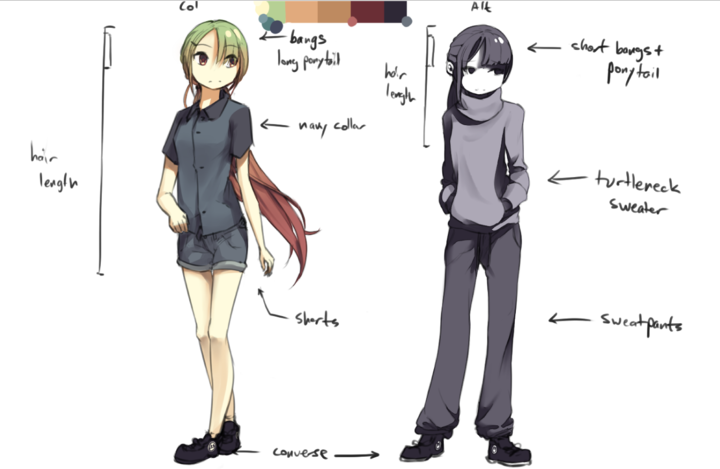 Col
Alt
bangs
long ponytail
short bangs +
ponytail
hair
length
navy collar
hair
length
turtleneck
sweater
shorts
sweatpants
converse